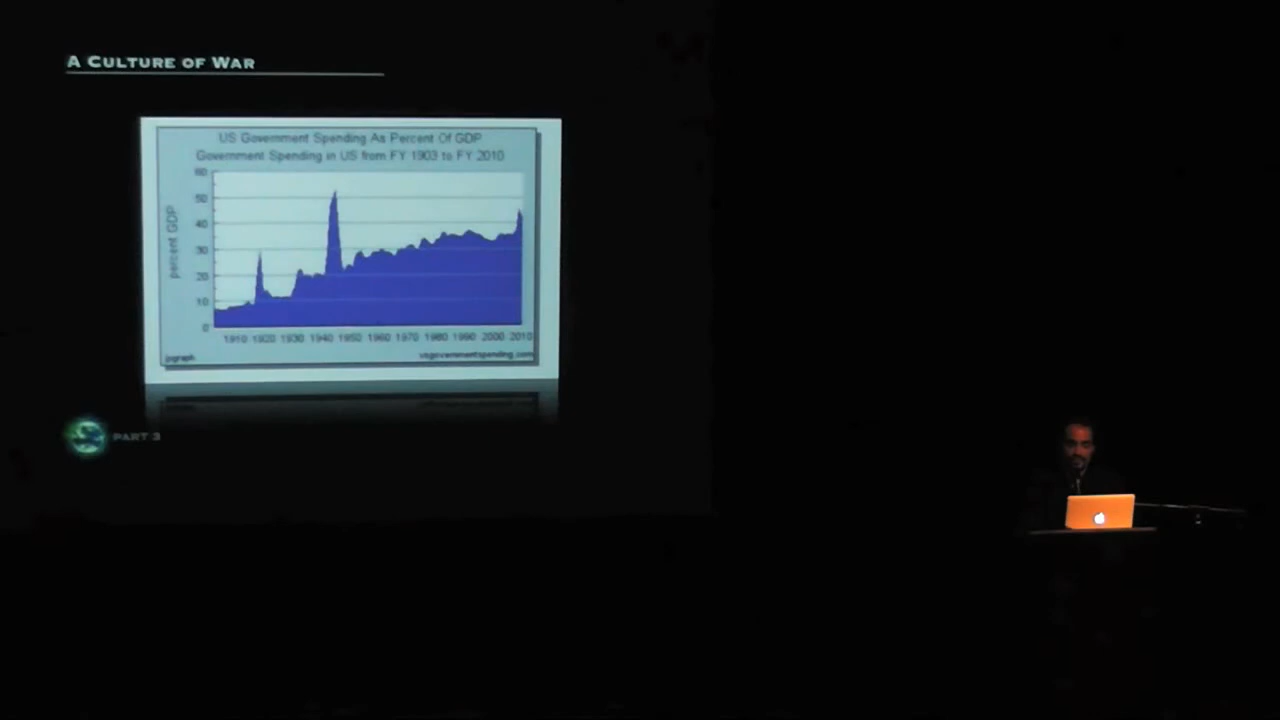 A CULTURE OF WAR
US Government Spending As Percent Of GDP
Government Spending in US from FY 1903 to FY 2010
percent GDP
60
50
40
30
20
10
0
1910 1920 1930 1940 1950 1960 1970 1980 1990 2000 2010
jpgraph
usgovernmentspending.com
PART 3